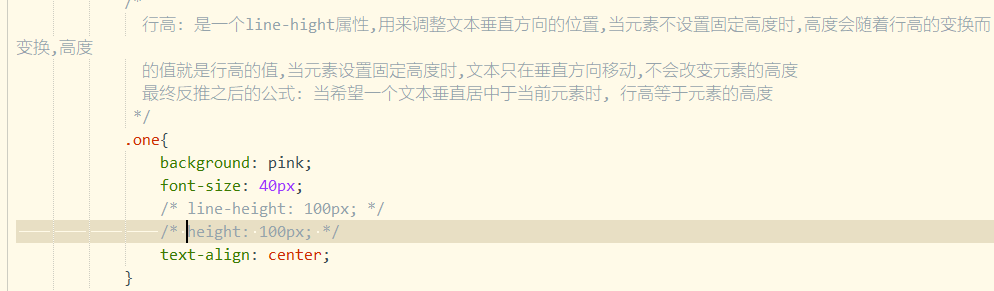 /*
行高: 是一个line-hight属性,用来调整文本垂直方向的位置,当元素不设置固定高度时,高度会随着行高的变换而
变换,高度
的值就是行高的值,当元素设置固定高度时,文本只在垂直方向移动,不会改变元素的高度
最终反推之后的公式: 当希望一个文本垂直居中于当前元素时, 行高等于元素的高度
*/
.one{
background: pink;
font-size: 40px;
/* line-height: 100px; */
/* height: 100px; */
text-align: center;
}